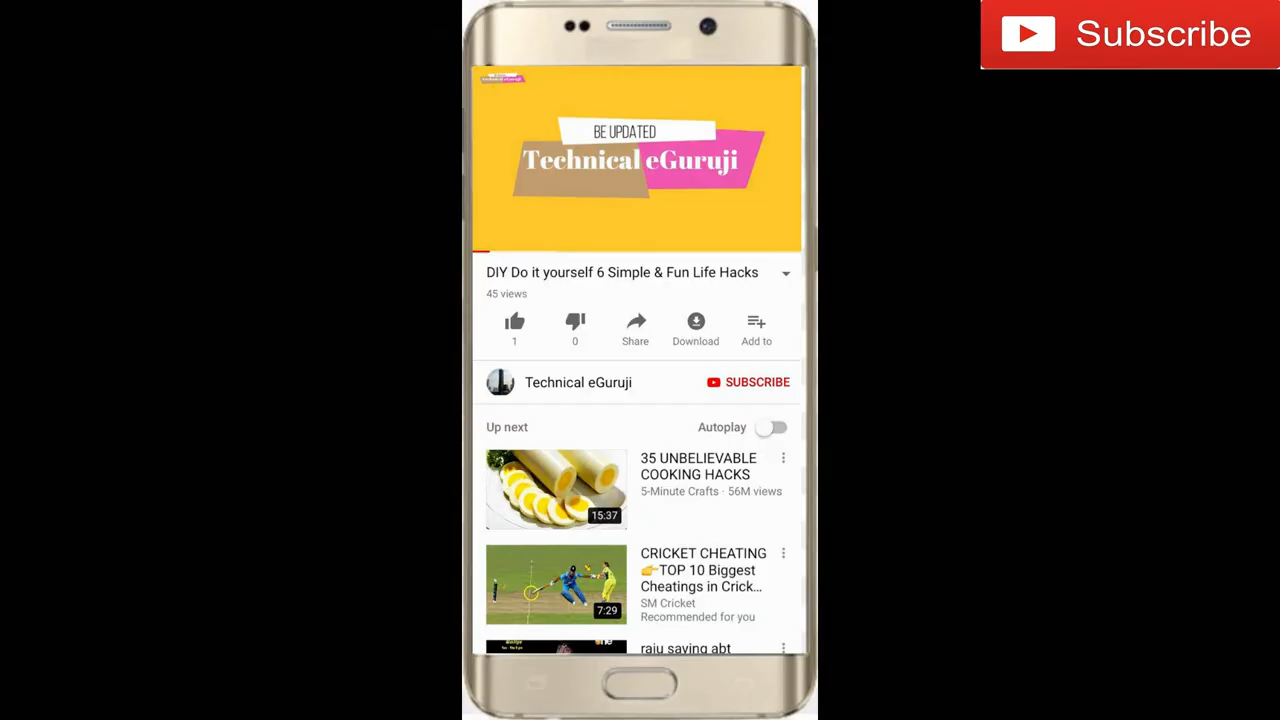 Subscribe
BE UPDATED
Technical eGuruji
DIY Do it yourself 6 Simple & Fun Life Hacks
45 views
1
0
Share
Download
Add to
Technical eGuruji
SUBSCRIBE
Up next
Autoplay
35 UNBELIEVABLE
COOKING HACKS
5-Minute Crafts · 56M views
15:37
CRICKET CHEATING
👉TOP 10 Biggest
Cheatings in Crick...
SM Cricket
Recommended for you
7:29
raju saying abt